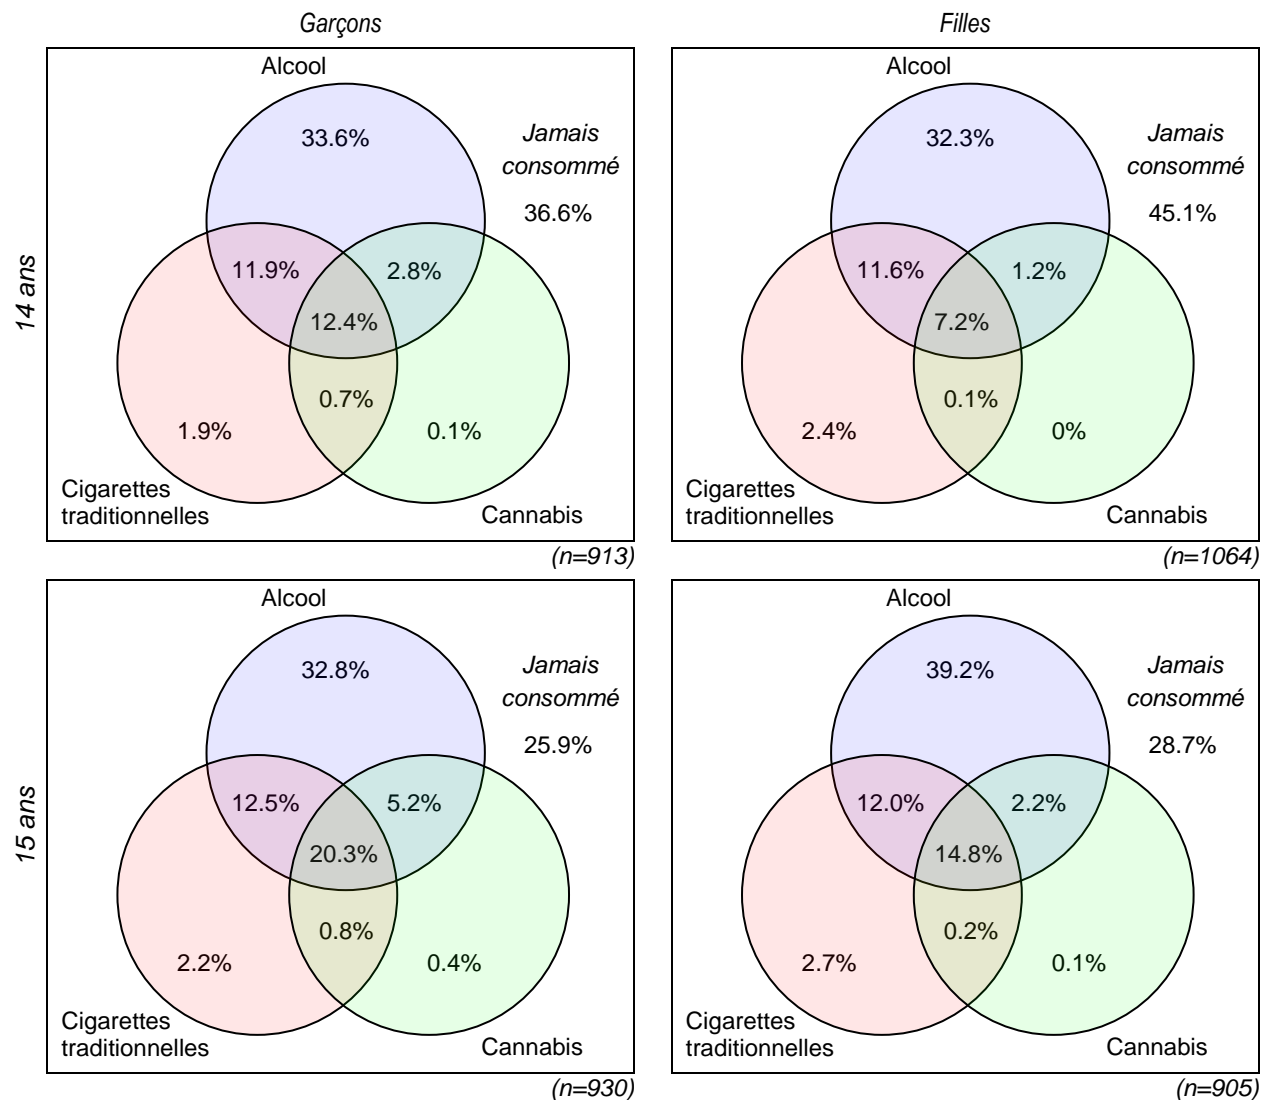 Garçons
Filles
14 ans
Alcool
33.6%
Jamais
consommé
36.6%
11.9%
2.8%
12.4%
0.7%
1.9%
0.1%
Cigarettes
traditionnelles
Cannabis
(n=913)
Alcool
32.3%
Jamais
consommé
45.1%
11.6%
1.2%
7.2%
0.1%
2.4%
0%
Cigarettes
traditionnelles
Cannabis
(n=1064)
15 ans
Alcool
32.8%
Jamais
consommé
25.9%
12.5%
5.2%
20.3%
0.8%
2.2%
0.4%
Cigarettes
traditionnelles
Cannabis
(n=930)
Alcool
39.2%
Jamais
consommé
28.7%
12.0%
2.2%
14.8%
0.2%
2.7%
0.1%
Cigarettes
traditionnelles
Cannabis
(n=905)